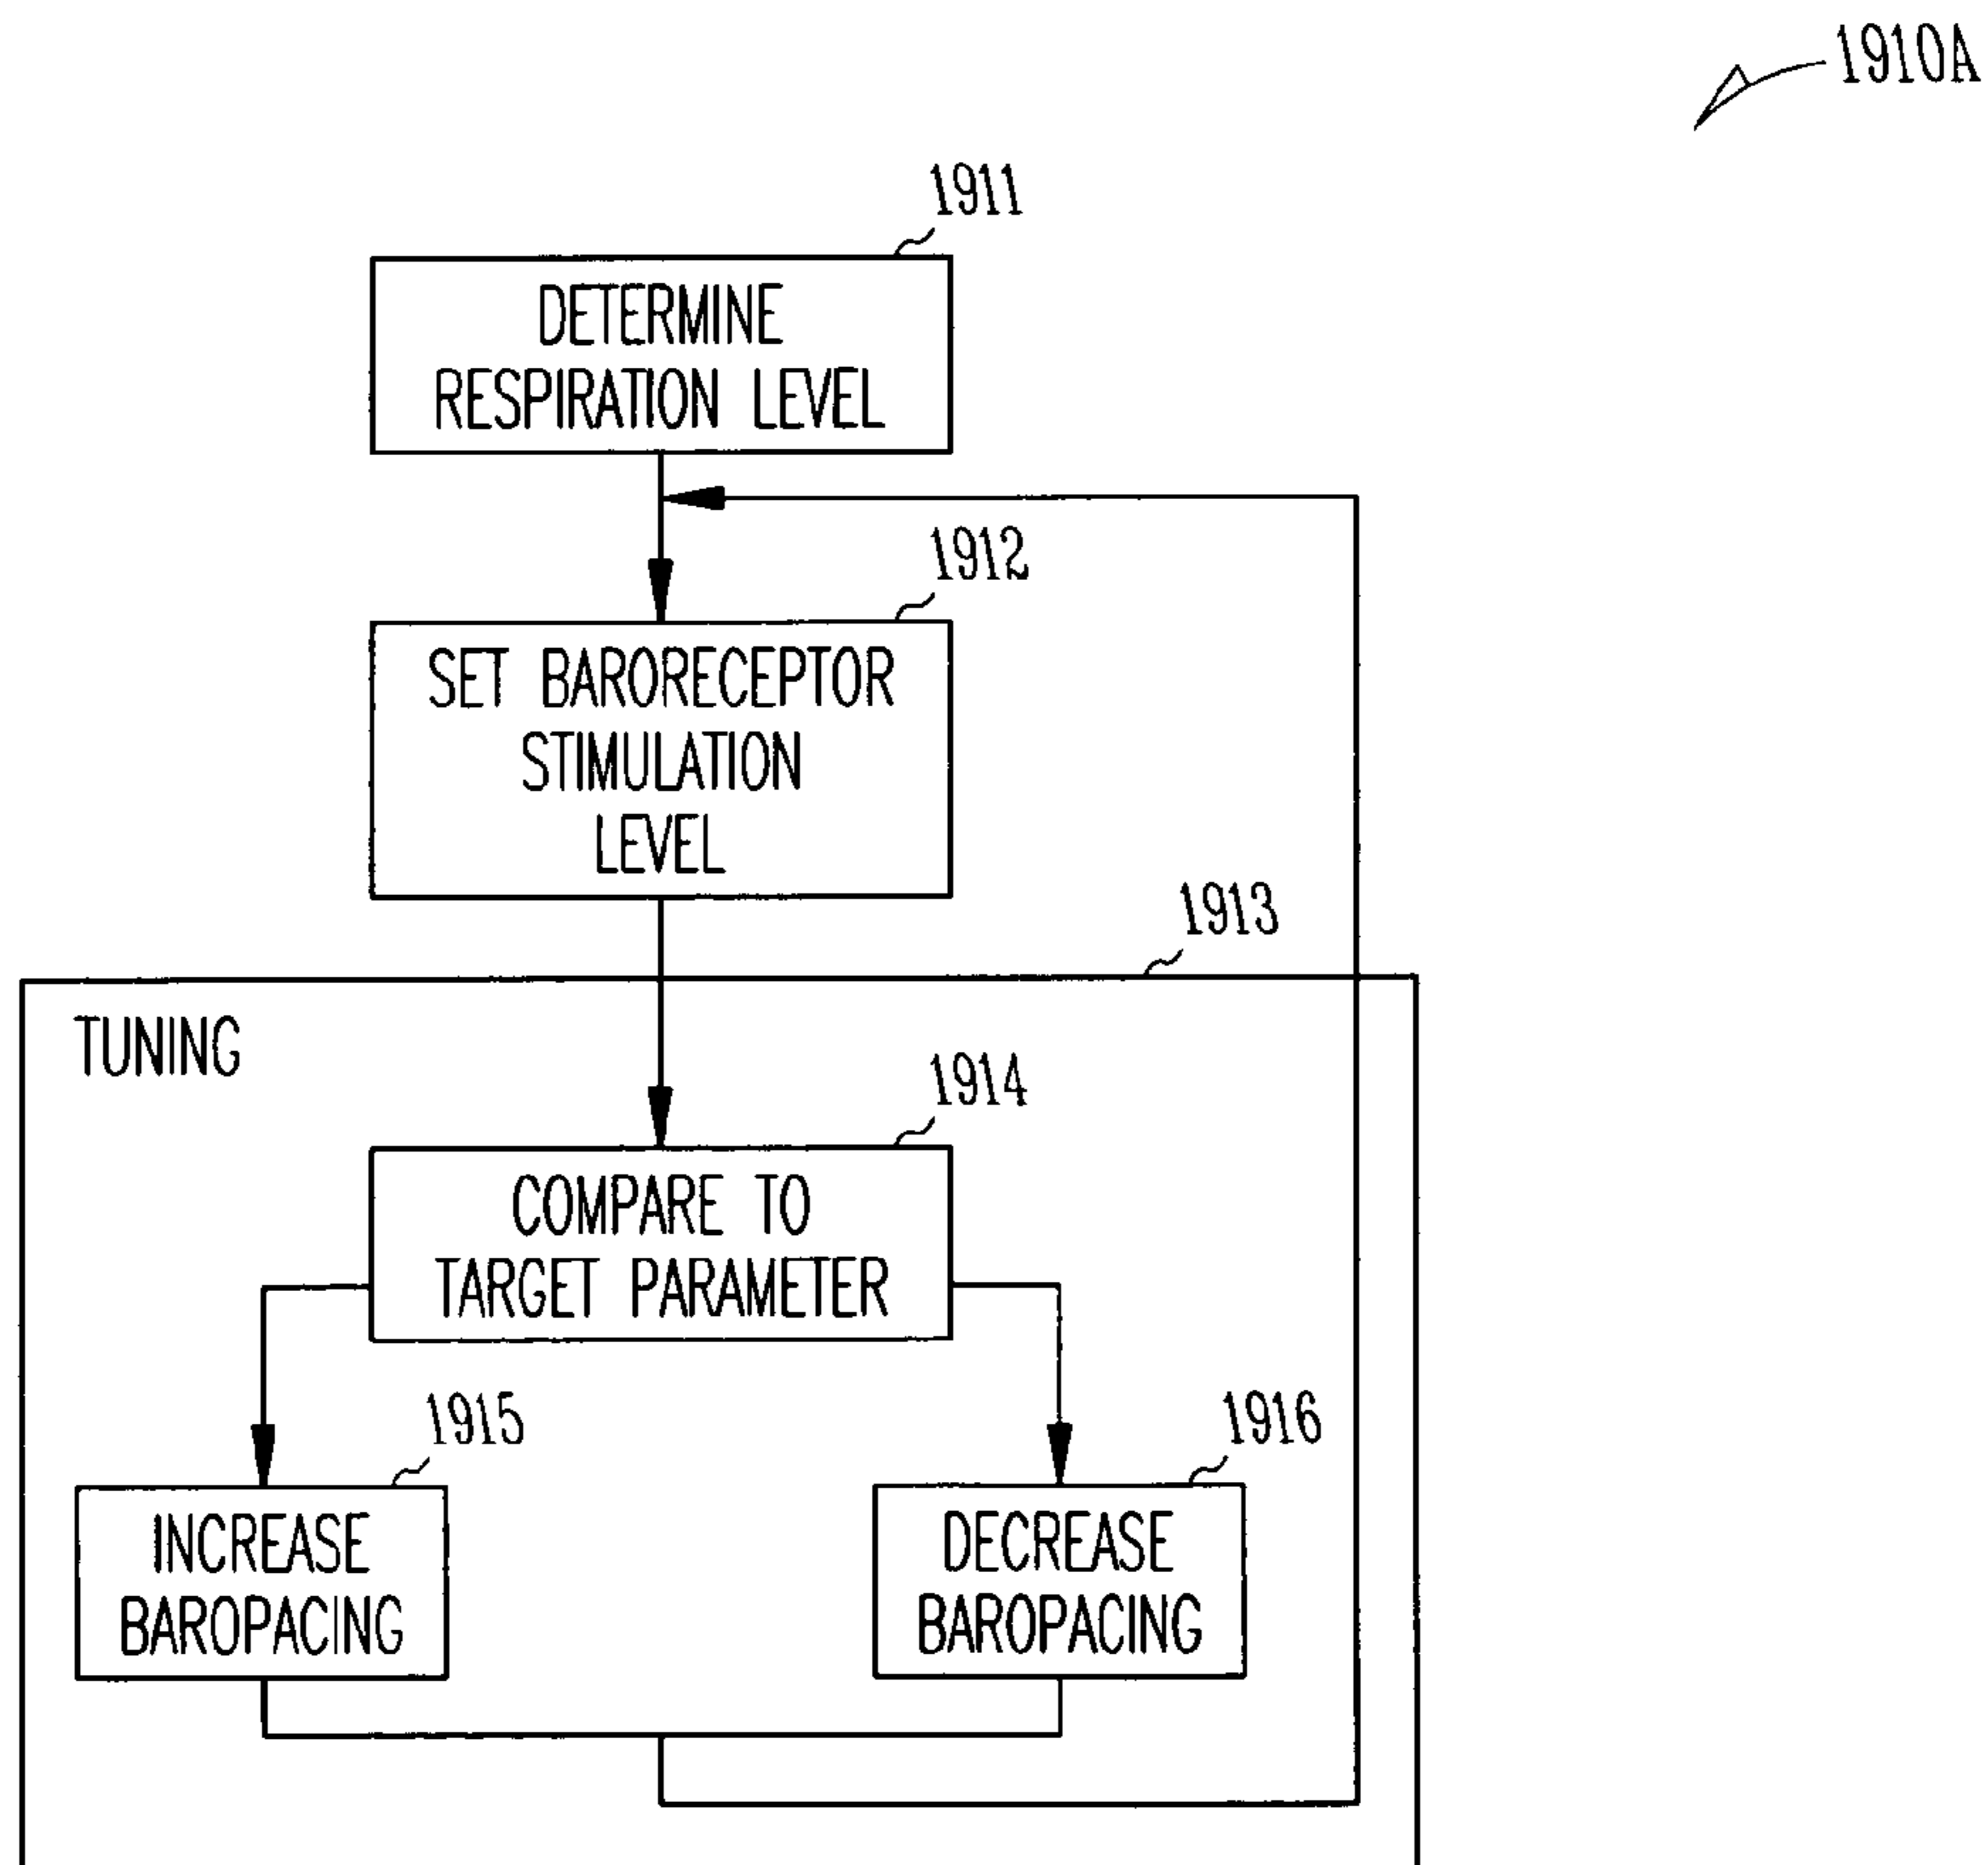 1910A
1911
DETERMINE
RESPIRATION LEVEL
1912
SET BARORECEPTOR
STIMULATION
LEVEL
1913
TUNING
1914
COMPARE TO
TARGET PARAMETER
1915
INCREASE
BAROPACING
1916
DECREASE
BAROPACING